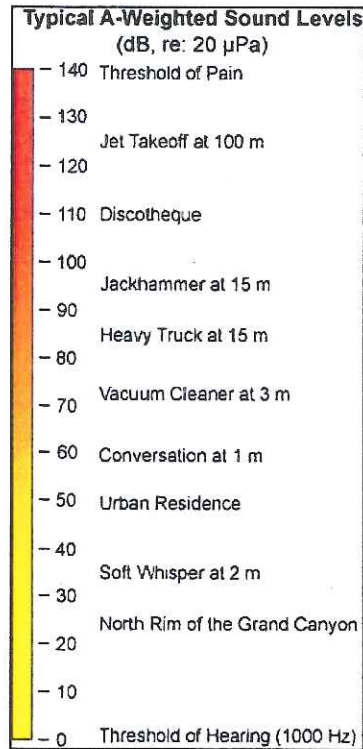 Typical A-Weighted Sound Levels
(dB, re: 20 µPa)
140 Threshold of Pain
130
Jet Takeoff at 100 m
120
110 Discotheque
100
Jackhammer at 15 m
90
Heavy Truck at 15 m
80
Vacuum Cleaner at 3 m
70
60 Conversation at 1 m
50 Urban Residence
40
Soft Whisper at 2 m
30
North Rim of the Grand Canyon
20
10
0 Threshold of Hearing (1000 Hz)